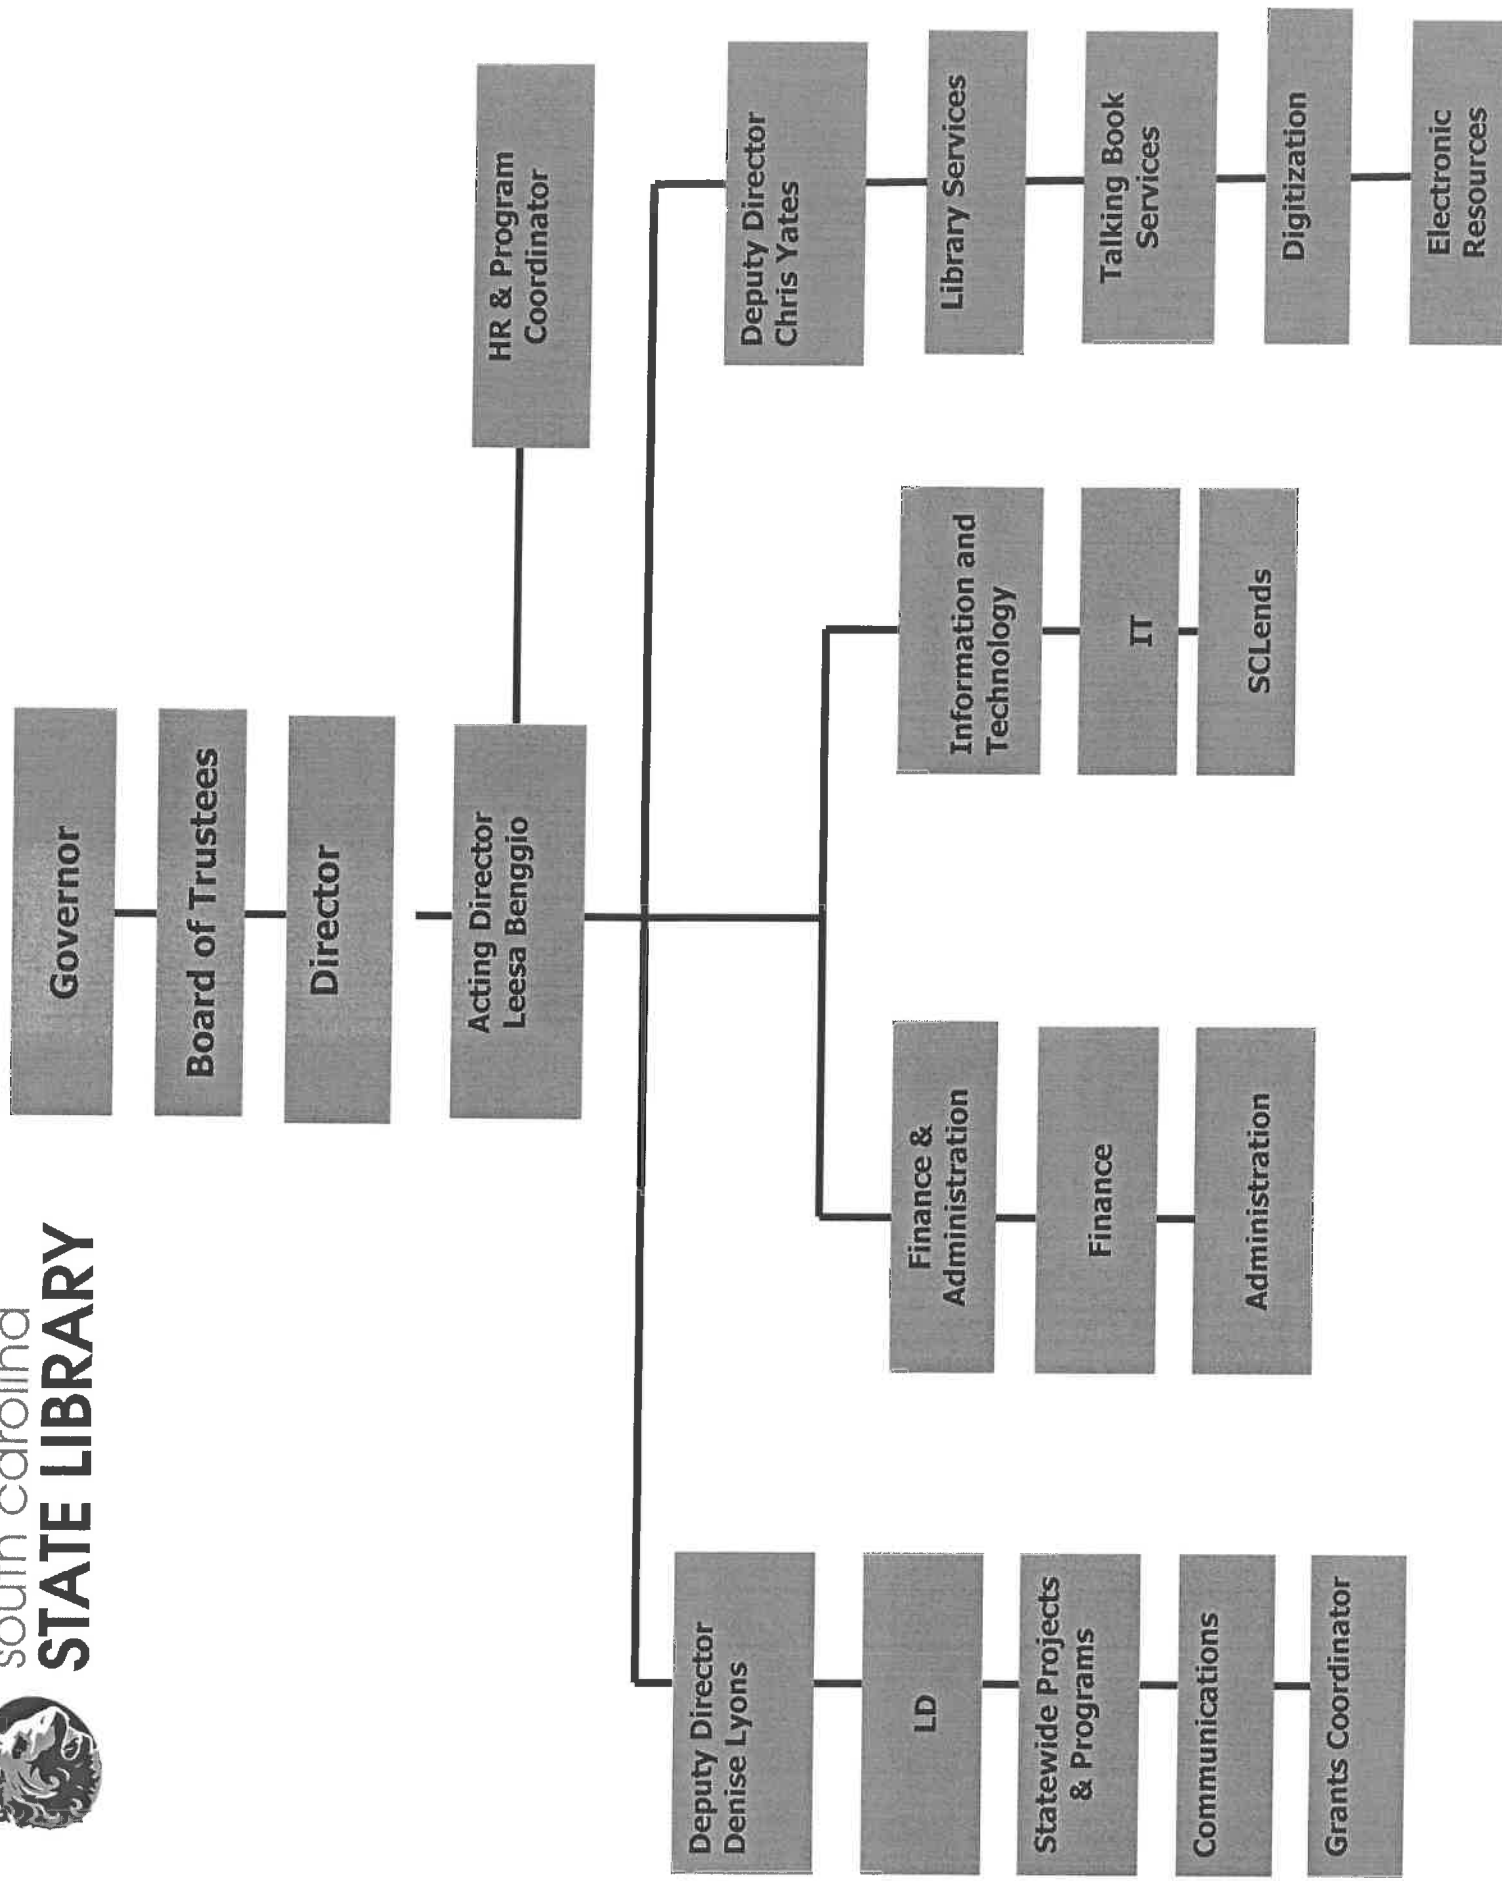 south carolina
STATE LIBRARY
Governor
Board of Trustees
Director
Acting Director
Leesa Benggio
HR & Program
Coordinator
Deputy Director
Denise Lyons
LD
Statewide Projects
& Programs
Communications
Grants Coordinator
Finance &
Administration
Finance
Administration
Information and
Technology
IT
SCLends
Deputy Director
Chris Yates
Library Services
Talking Book
Services
Digitization
Electronic
Resources